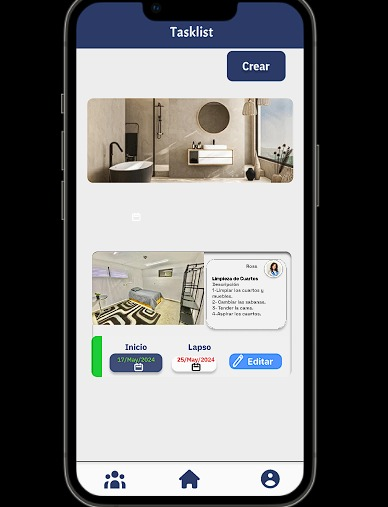 Tasklist
Crear
Rosa
Limpieza de Cuartos
Descripción
1-Limpiar los cuartos y
muebles.
2- Cambiar las sabanas.
3- Tender la cama.
4-Aspirar los cuartos.
Inicio
Lapso
17/May/2024
25/May/2024
Editar